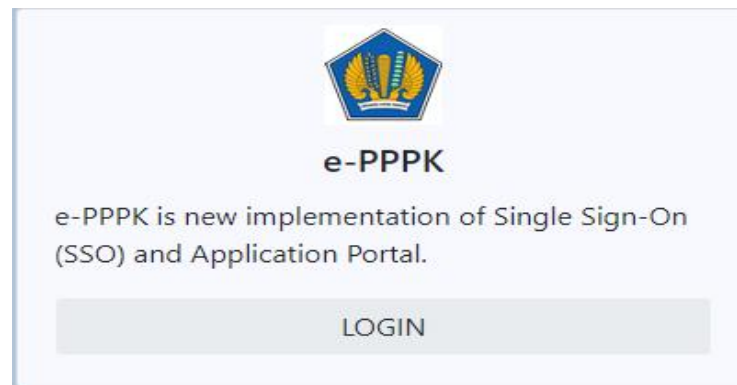 e-PPPK
e-PPPK is new implementation of Single Sign-On
(SSO) and Application Portal.
LOGIN